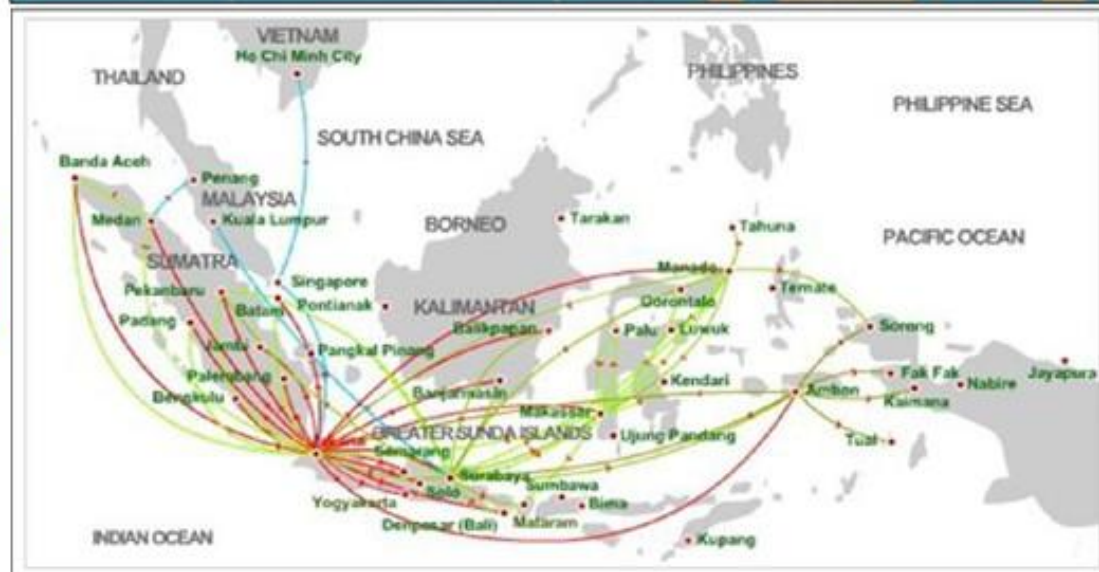 VIETNAM
Ho Chi Minh City
THAILAND
PHILIPPINES
PHILIPPINE SEA
SOUTH CHINA SEA
Banda Aceh
Penang
MALAYSIA
Medan
Kuala Lumpur
BORNEO
Tarakan
Tahuna
PACIFIC OCEAN
SUMATRA
Manado
Singapore
Pekanbaru
Batam
Pontianak
KALIMANTAN
Gorontalo
Ternate
Padang
Balikpapan
Palu
Luwuk
Sorong
Jambi
Pangkal Pinang
Palembang
Banjarmasin
Kendari
Ambon
Fak Fak
Nabire
Jayapura
Bengkulu
Kaimana
Makassar
GREATER SUNDA ISLANDS
Ujung Pandang
Tual
Semarang
Surabaya
Solo
Sumbawa
Yogyakarta
Bima
Denpasar (Bali)
Mataram
INDIAN OCEAN
Kupang